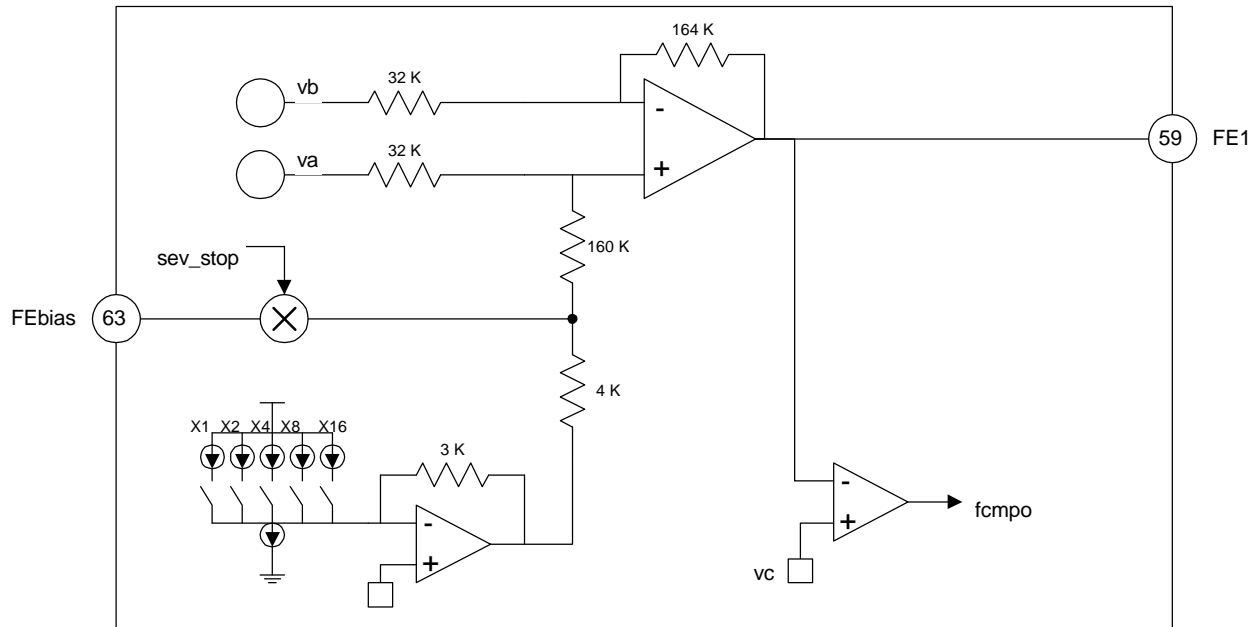 164 K
vb
32 K
-
59
FE1
va
32 K
+
160 K
sev_stop
FEbias
63
4 K
X1 X2 X4 X8 X16
3 K
-
+
-
+
fcmpo
vc